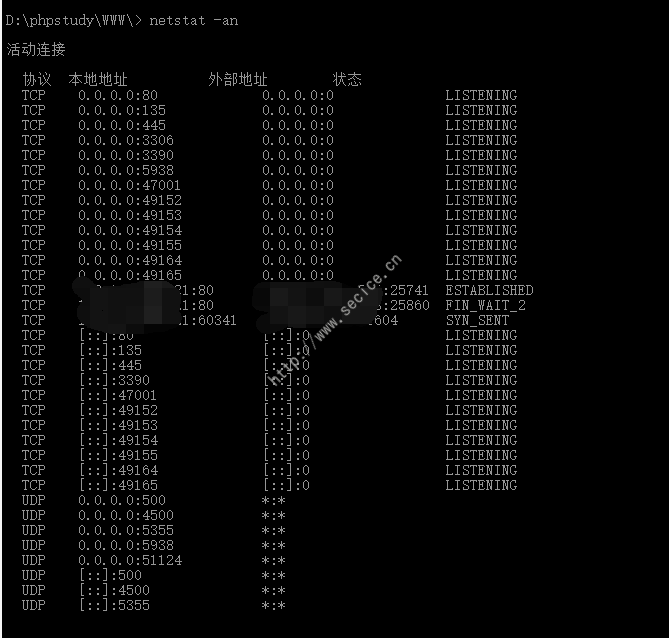 D:\phpstudy\WWW\> netstat -an
活动连接
协议 本地地址 外部地址 状态
TCP 0.0.0.0:80 0.0.0.0:0 LISTENING
TCP 0.0.0.0:135 0.0.0.0:0 LISTENING
TCP 0.0.0.0:445 0.0.0.0:0 LISTENING
TCP 0.0.0.0:3306 0.0.0.0:0 LISTENING
TCP 0.0.0.0:3390 0.0.0.0:0 LISTENING
TCP 0.0.0.0:5938 0.0.0.0:0 LISTENING
TCP 0.0.0.0:47001 0.0.0.0:0 LISTENING
TCP 0.0.0.0:49152 0.0.0.0:0 LISTENING
TCP 0.0.0.0:49153 0.0.0.0:0 LISTENING
TCP 0.0.0.0:49154 0.0.0.0:0 LISTENING
TCP 0.0.0.0:49155 0.0.0.0:0 LISTENING
TCP 0.0.0.0:49164 0.0.0.0:0 LISTENING
TCP 0.0.0.0:49165 0.0.0.0:0 LISTENING
TCP :80 :25741 ESTABLISHED
TCP :80 :25860 FIN_WAIT_2
TCP :60341 604 SYN_SENT
TCP [::]:80 [::]:0 LISTENING
TCP [::]:135 [::]:0 LISTENING
TCP [::]:445 [::]:0 LISTENING
TCP [::]:3390 [::]:0 LISTENING
TCP [::]:47001 [::]:0 LISTENING
TCP [::]:49152 [::]:0 LISTENING
TCP [::]:49153 [::]:0 LISTENING
TCP [::]:49154 [::]:0 LISTENING
TCP [::]:49155 [::]:0 LISTENING
TCP [::]:49164 [::]:0 LISTENING
TCP [::]:49165 [::]:0 LISTENING
UDP 0.0.0.0:500 *:*
UDP 0.0.0.0:4500 *:*
UDP 0.0.0.0:5355 *:*
UDP 0.0.0.0:5938 *:*
UDP 0.0.0.0:51124 *:*
UDP [::]:500 *:*
UDP [::]:4500 *:*
UDP [::]:5355 *:*
http://www.secice.cn